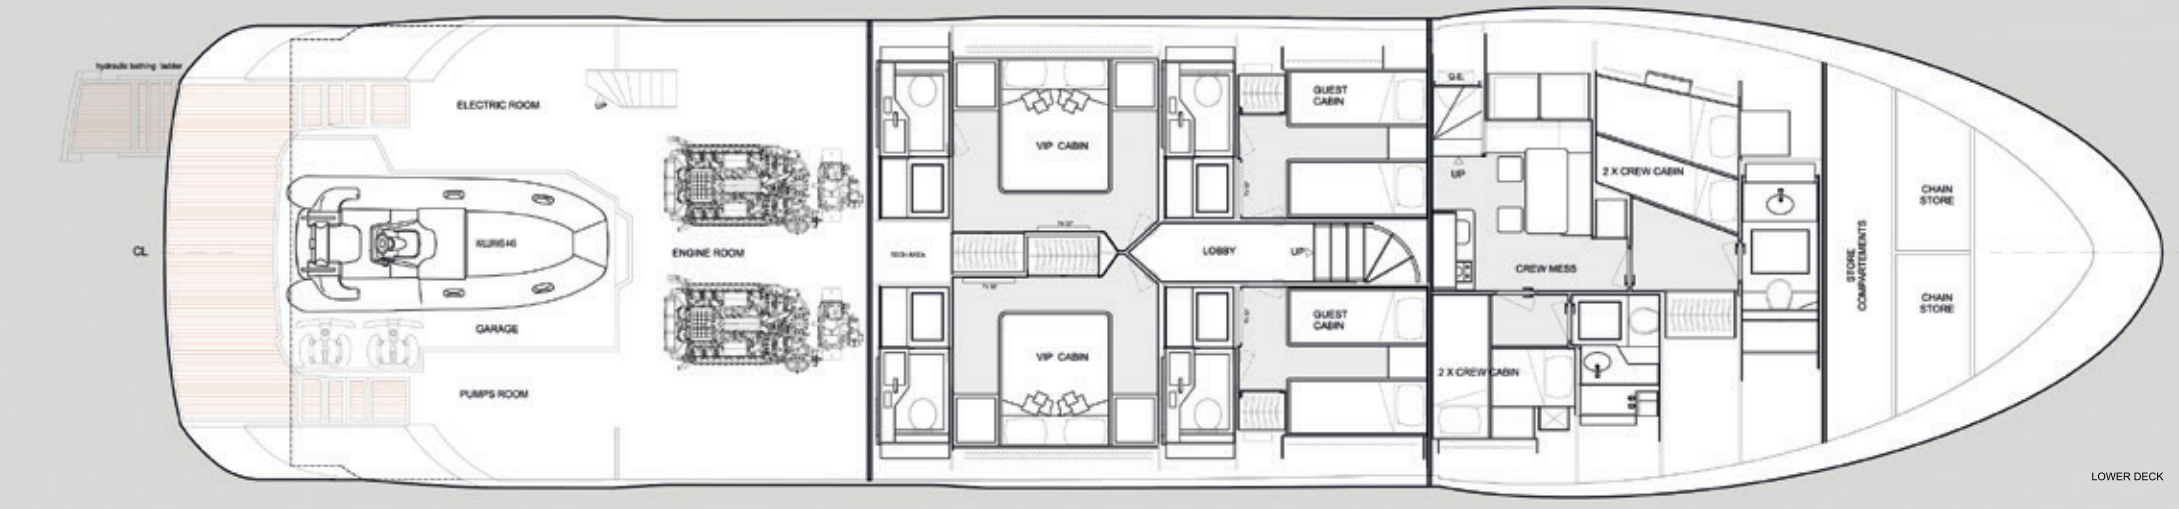 hydraulic bathing ladder
ELECTRIC ROOM
CL
GARAGE
PUMPS ROOM
ENGINE ROOM
TECH AREA
VIP CABIN
VIP CABIN
LOBBY
UP
GUEST
CABIN
GUEST
CABIN
UP
CREW MESS
2 X CREW CABIN
2 X CREW CABIN
STORE
COMPARTEMENTS
CHAIN
STORE
CHAIN
STORE
LOWER DECK